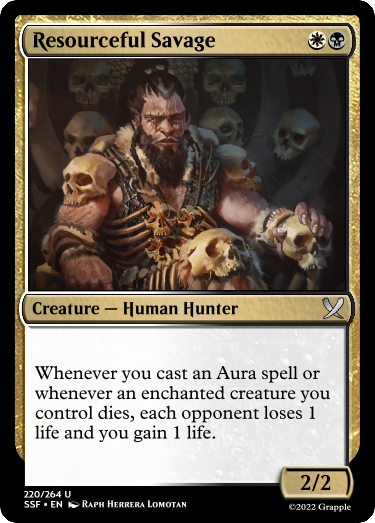 Resourceful Savage
Creature — Human Hunter
Whenever you cast an Aura spell or
whenever an enchanted creature you
control dies, each opponent loses 1
life and you gain 1 life.
2/2
220/264 U
SSF • EN Raph Herrera Lomotan
©2022 Grapple